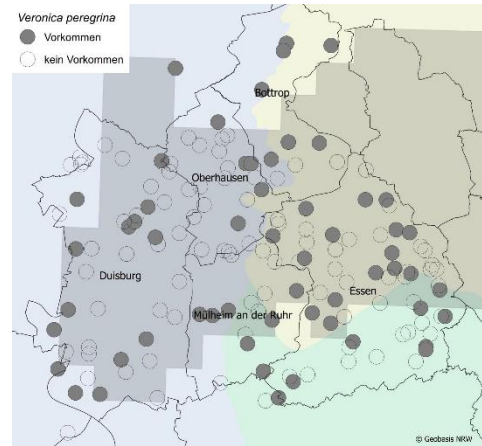 Veronica peregrina
Vorkommen
kein Vorkommen
Bottrop
Oberhausen
Duisburg
Essen
Mülheim an der Ruhr
© Geobasis NRW